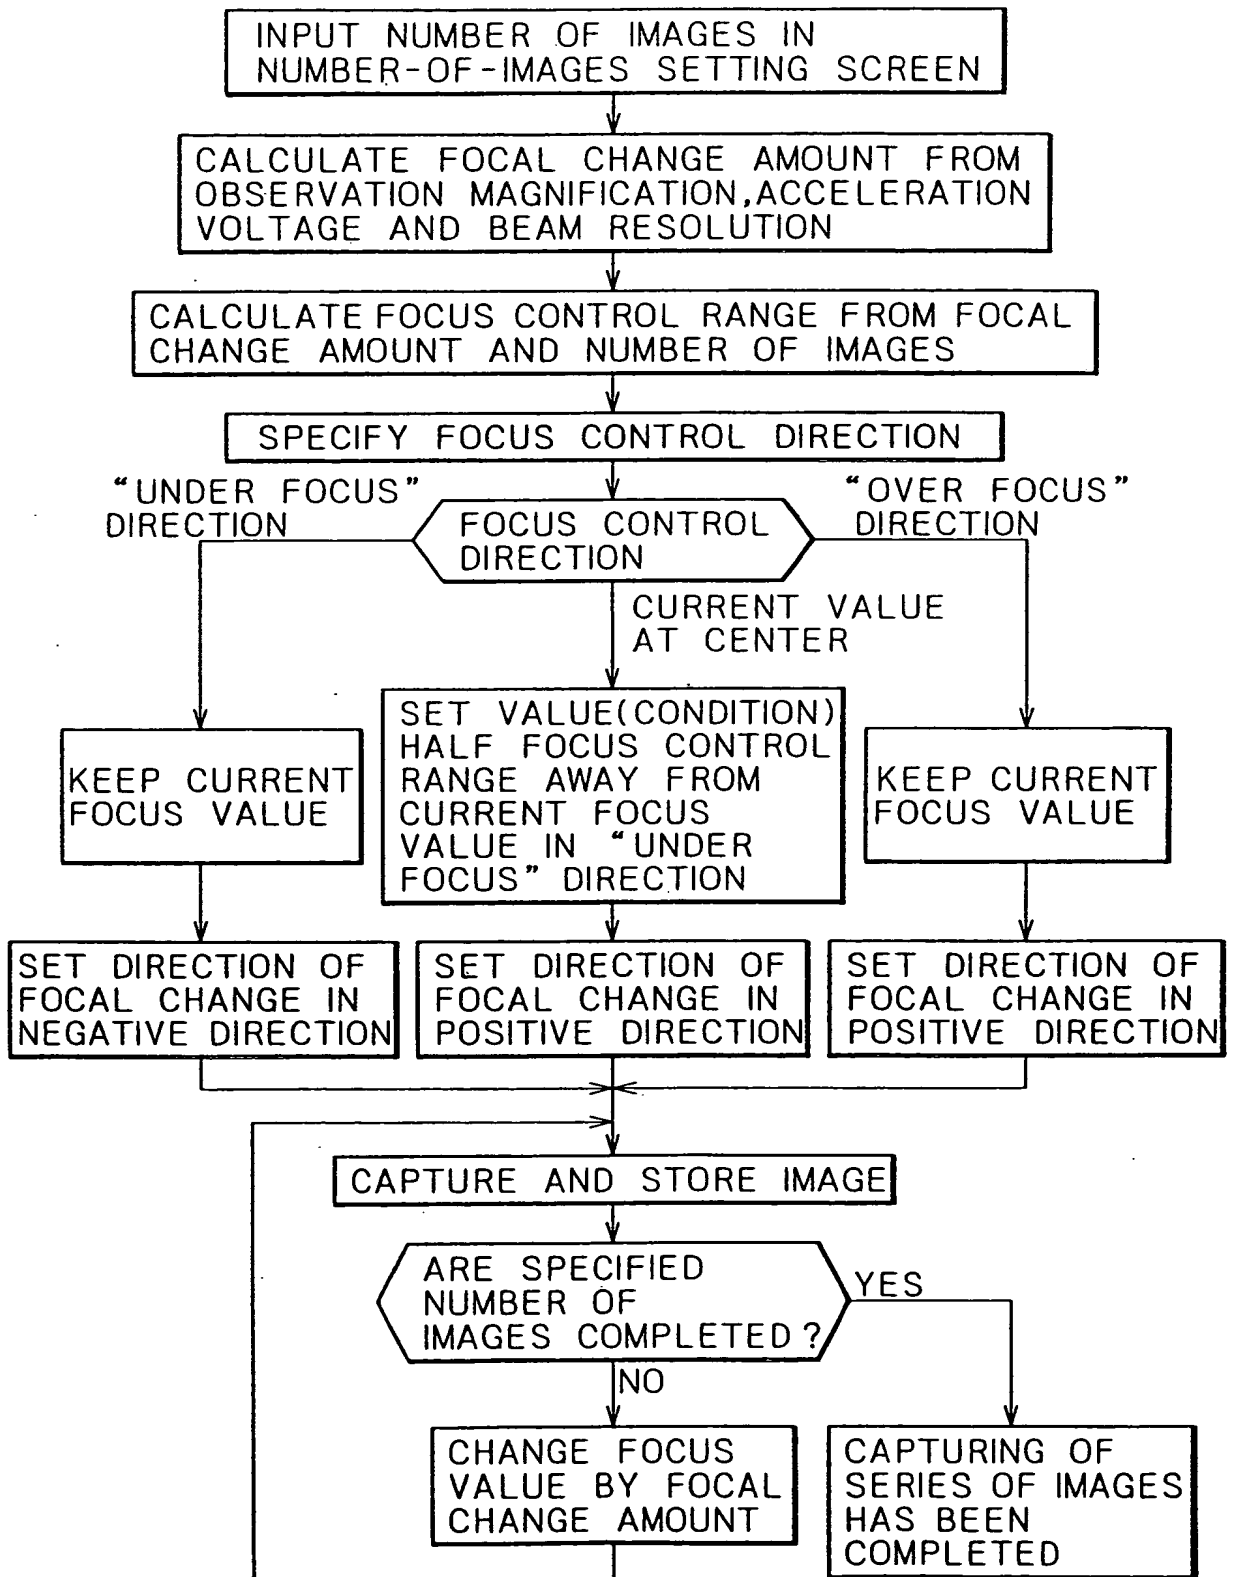 INPUT NUMBER OF IMAGES IN
NUMBER-OF-IMAGES SETTING SCREEN
CALCULATE FOCAL CHANGE AMOUNT FROM
OBSERVATION MAGNIFICATION,ACCELERATION
VOLTAGE AND BEAM RESOLUTION
CALCULATE FOCUS CONTROL RANGE FROM FOCAL
CHANGE AMOUNT AND NUMBER OF IMAGES
SPECIFY FOCUS CONTROL DIRECTION
“UNDER FOCUS”
DIRECTION
FOCUS CONTROL
DIRECTION
“OVER FOCUS”
DIRECTION
CURRENT VALUE
AT CENTER
KEEP CURRENT
FOCUS VALUE
SET VALUE(CONDITION)
HALF FOCUS CONTROL
RANGE AWAY FROM
CURRENT FOCUS
VALUE IN “UNDER
FOCUS” DIRECTION
KEEP CURRENT
FOCUS VALUE
SET DIRECTION OF
FOCAL CHANGE IN
NEGATIVE DIRECTION
SET DIRECTION OF
FOCAL CHANGE IN
POSITIVE DIRECTION
SET DIRECTION OF
FOCAL CHANGE IN
POSITIVE DIRECTION
CAPTURE AND STORE IMAGE
ARE SPECIFIED
NUMBER OF
IMAGES COMPLETED?
YES
NO
CHANGE FOCUS
VALUE BY FOCAL
CHANGE AMOUNT
CAPTURING OF
SERIES OF IMAGES
HAS BEEN
COMPLETED